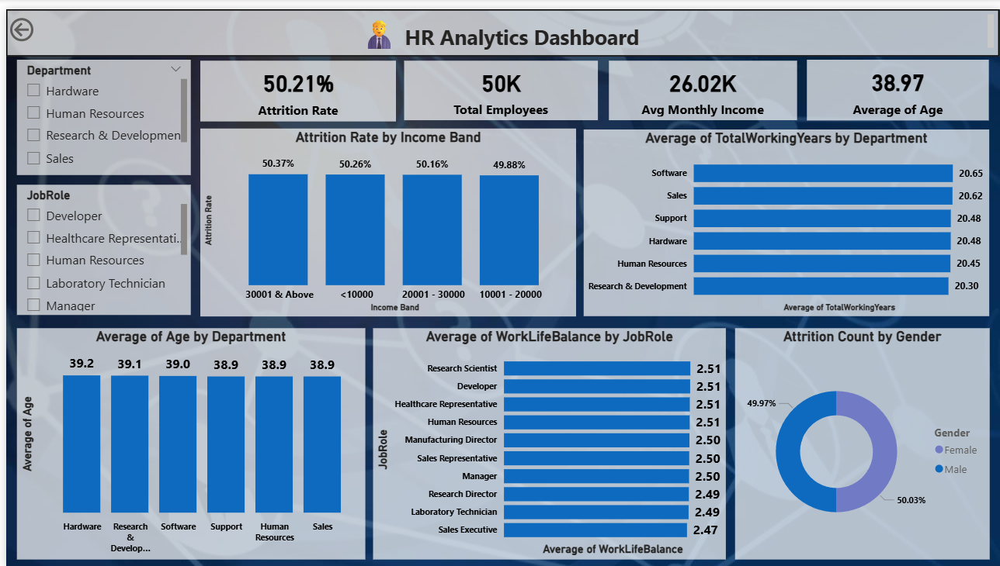 HR Analytics Dashboard
Department
Hardware
Human Resources
Research & Developmen
Sales
JobRole
Developer
Healthcare Representati..
Human Resources
Laboratory Technician
Manager
50.21%
Attrition Rate
50K
Total Employees
26.02K
Avg Monthly Income
38.97
Average of Age
Attrition Rate by Income Band
Attrition Rate
50.37%
50.26%
50.16%
49.88%
30001 & Above
<10000
20001 - 30000
10001 - 20000
Income Band
Average of TotalWorkingYears by Department
Software 20.65
Sales 20.62
Support 20.48
Hardware 20.48
Human Resources 20.45
Research & Development 20.30
Average of TotalWorkingYears
Average of Age by Department
Average of Age
39.2
39.1
39.0
38.9
38.9
38.9
Hardware
Research
&
Develop...
Software
Support
Human
Resources
Sales
Average of WorkLifeBalance by JobRole
JobRole
Research Scientist 2.51
Developer 2.51
Healthcare Representative 2.51
Human Resources 2.51
Manufacturing Director 2.50
Sales Representative 2.50
Manager 2.50
Research Director 2.49
Laboratory Technician 2.49
Sales Executive 2.47
Average of WorkLifeBalance
Attrition Count by Gender
49.97%
50.03%
Gender
Female
Male